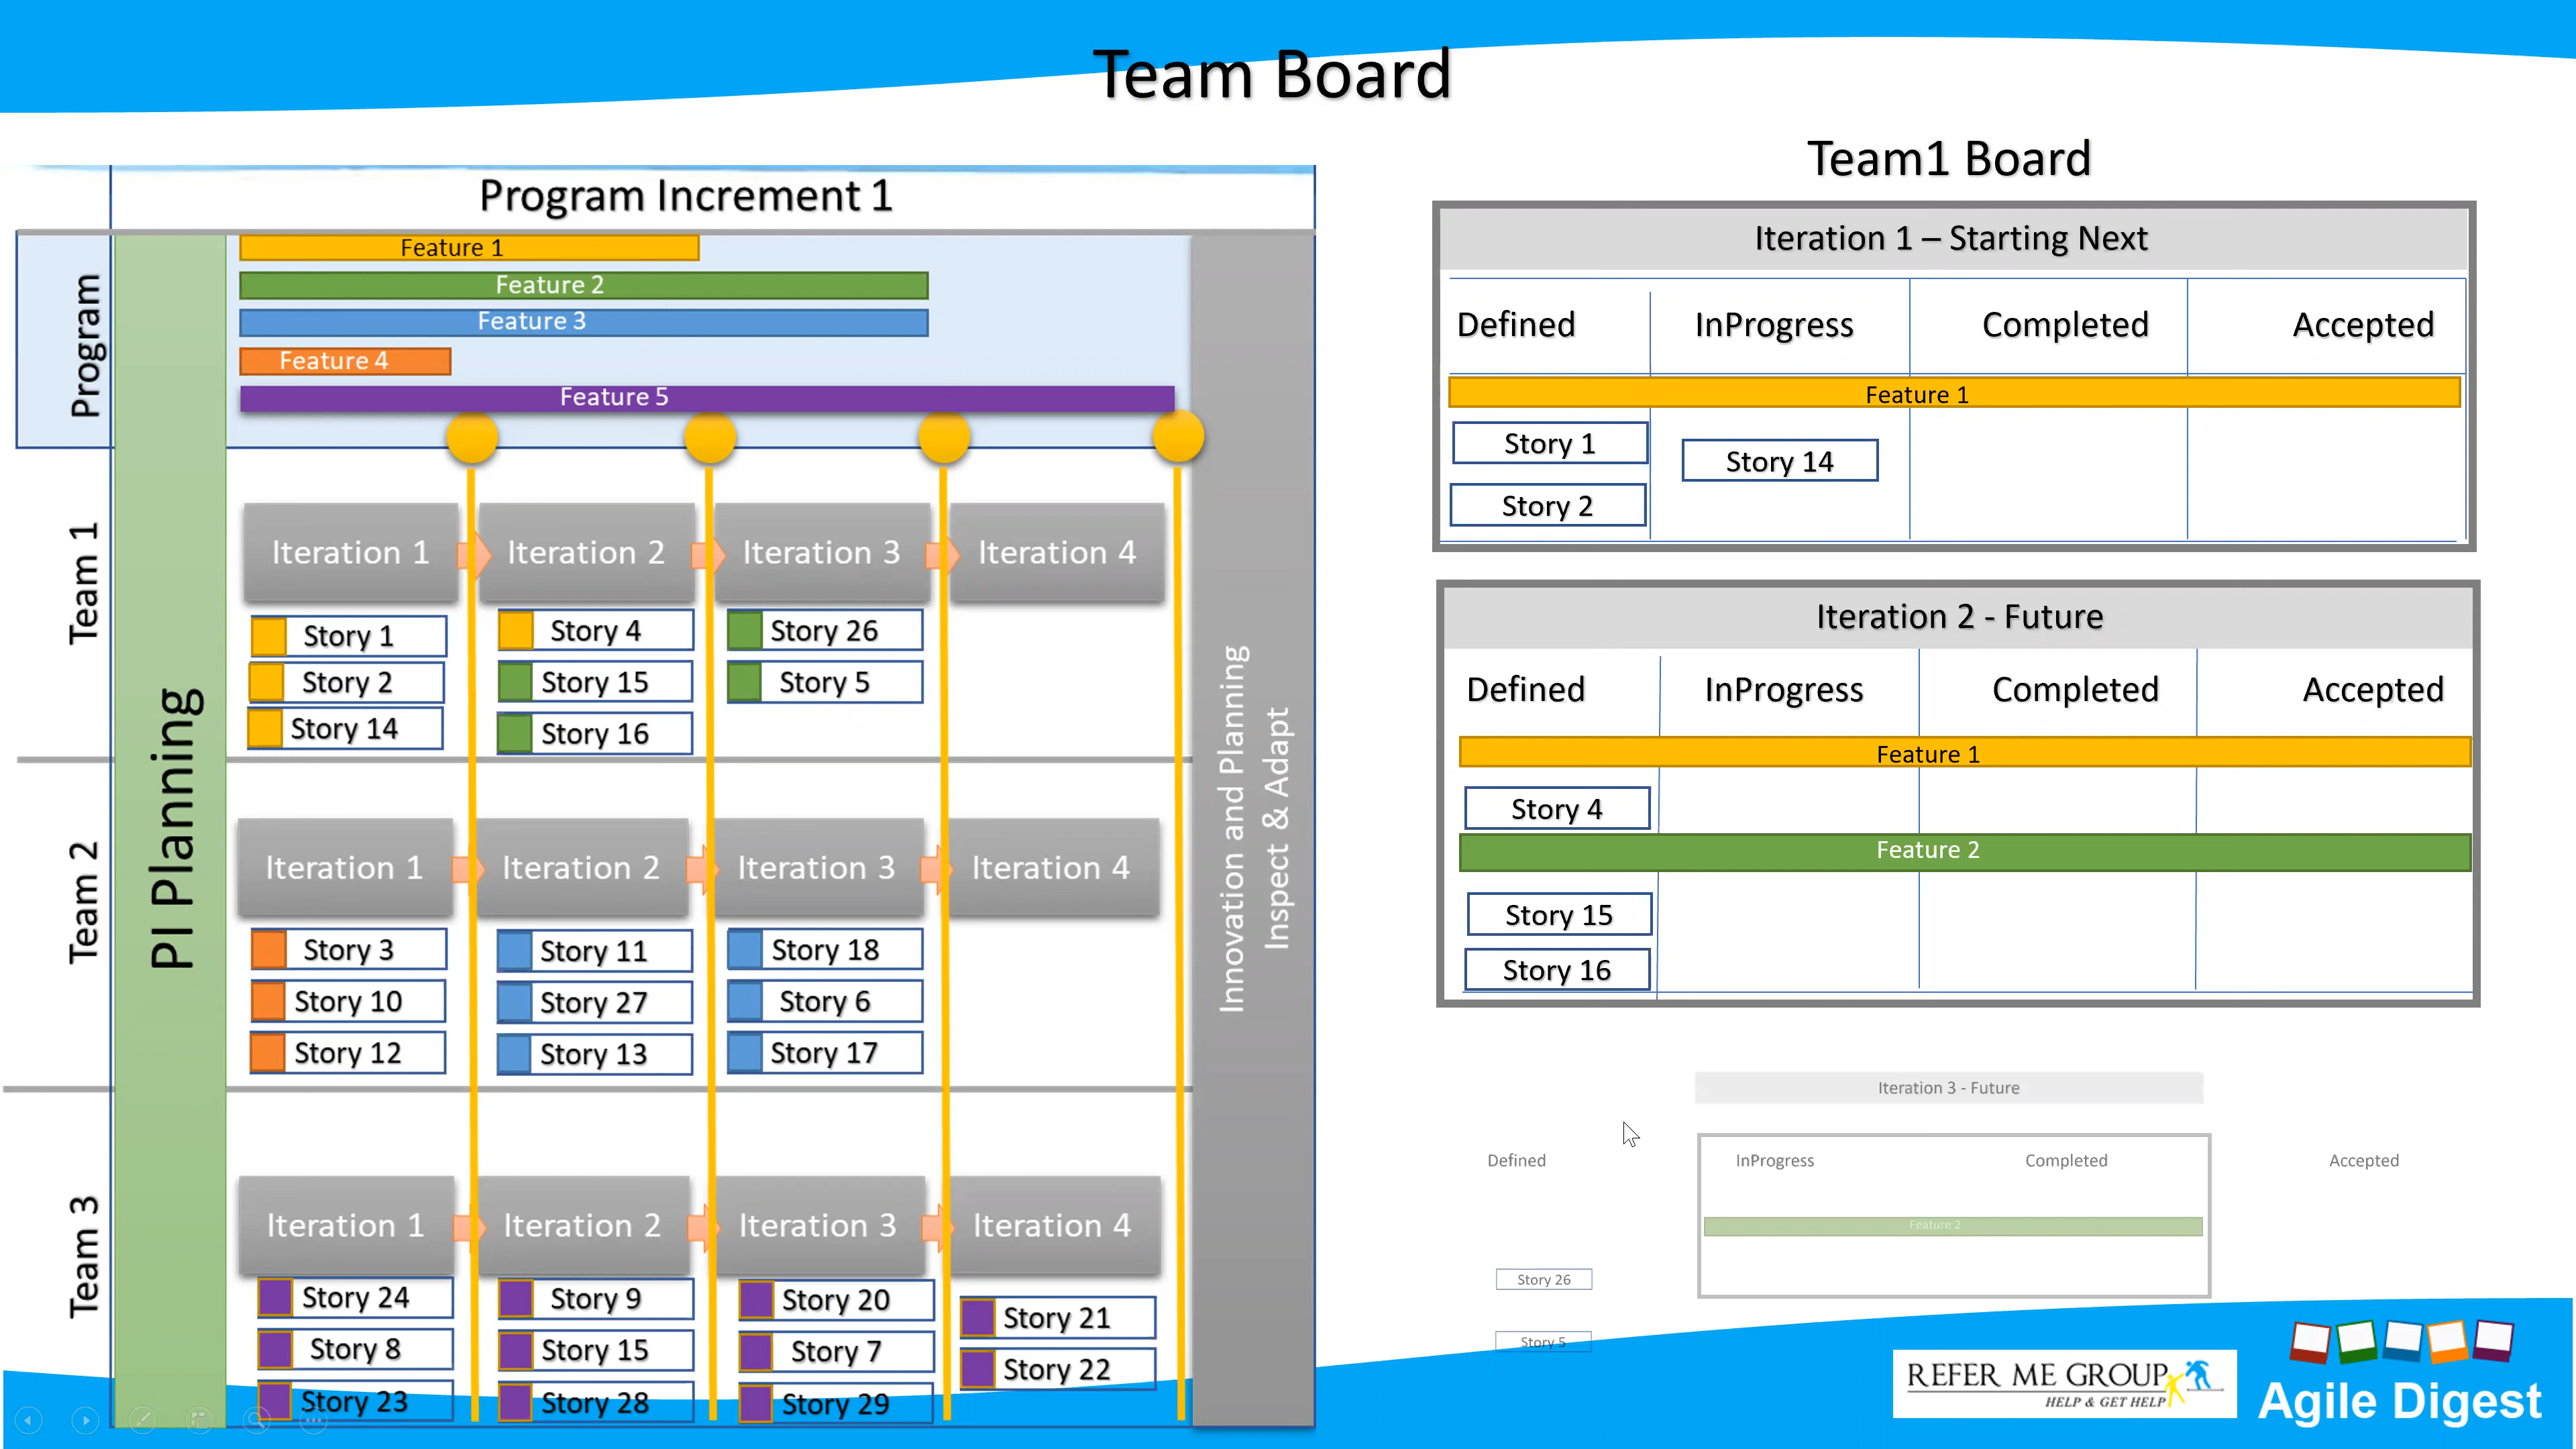 Team Board
Program Increment 1
Program
Feature 1
Feature 2
Feature 3
Feature 4
Feature 5
PI Planning
Team 1
Iteration 1
Iteration 2
Iteration 3
Iteration 4
Story 1
Story 4
Story 26
Story 2
Story 15
Story 5
Story 14
Story 16
Team 2
Iteration 1
Iteration 2
Iteration 3
Iteration 4
Story 3
Story 11
Story 18
Story 10
Story 27
Story 6
Story 12
Story 13
Story 17
Team 3
Iteration 1
Iteration 2
Iteration 3
Iteration 4
Story 24
Story 9
Story 20
Story 21
Story 8
Story 15
Story 7
Story 22
Story 23
Story 28
Story 29
Innovation and Planning
Inspect & Adapt
Team1 Board
Iteration 1 – Starting Next
Defined
InProgress
Completed
Accepted
Feature 1
Story 1
Story 14
Story 2
Iteration 2 - Future
Defined
InProgress
Completed
Accepted
Feature 1
Story 4
Feature 2
Story 15
Story 16
Iteration 3 - Future
Defined
InProgress
Completed
Accepted
Feature 2
Story 26
Story 5
REFER ME GROUP
HELP & GET HELP
Agile Digest